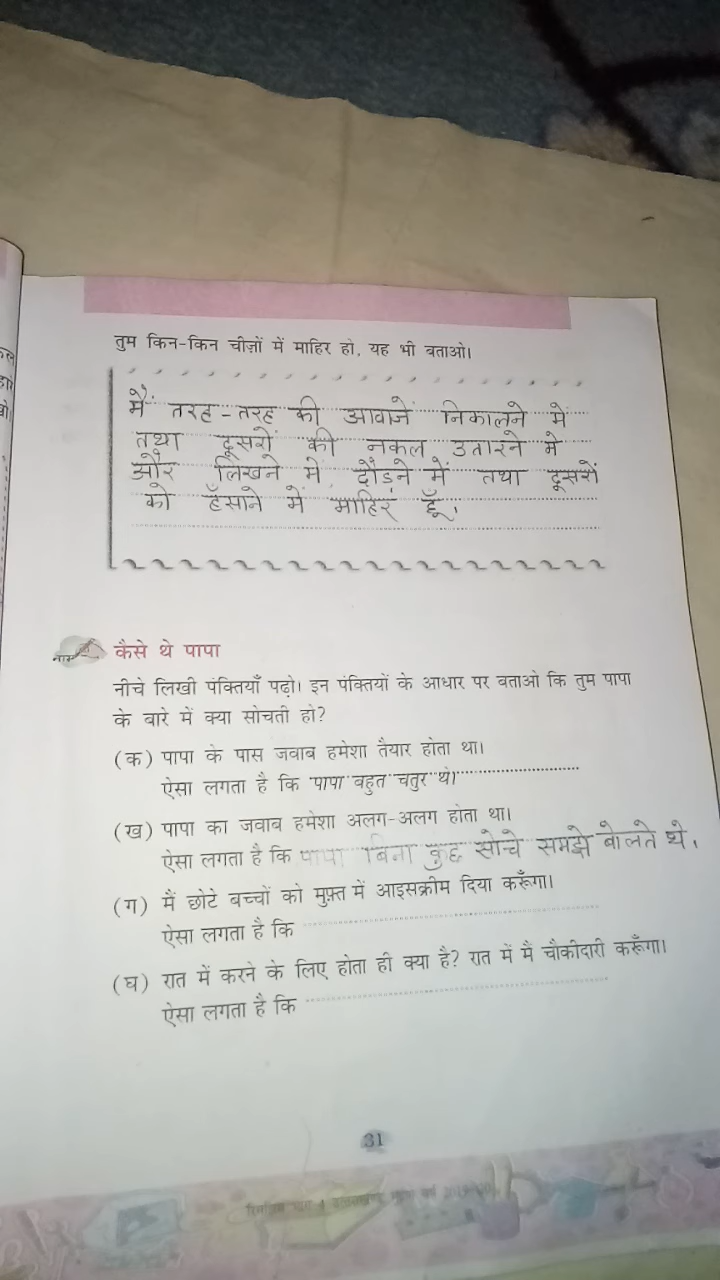 तुम किन-किन चीज़ों में माहिर हो, यह भी बताओ।
मैं तरह-तरह की आवाजें निकालने में
तथा दूसरों की नकल उतारने मे
और लिखने में, दौडने में तथा दूसरों
को हँसाने में माहिर हूँ,
कैसे थे पापा
नीचे लिखी पंक्तियाँ पढ़ो। इन पंक्तियों के आधार पर बताओ कि तुम पापा
के बारे में क्या सोचती हो?
(क) पापा के पास जवाब हमेशा तैयार होता था।
ऐसा लगता है कि पापा बहुत चतुर थे।
(ख) पापा का जवाब हमेशा अलग-अलग होता था।
ऐसा लगता है कि पापा बिना कुछ सोचे समझे बोलते थे,
(ग) मैं छोटे बच्चों को मुफ़्त में आइसक्रीम दिया करूँगा।
ऐसा लगता है कि
(घ) रात में करने के लिए होता ही क्या है? रात में मैं चौकीदारी करूँगा।
ऐसा लगता है कि
31